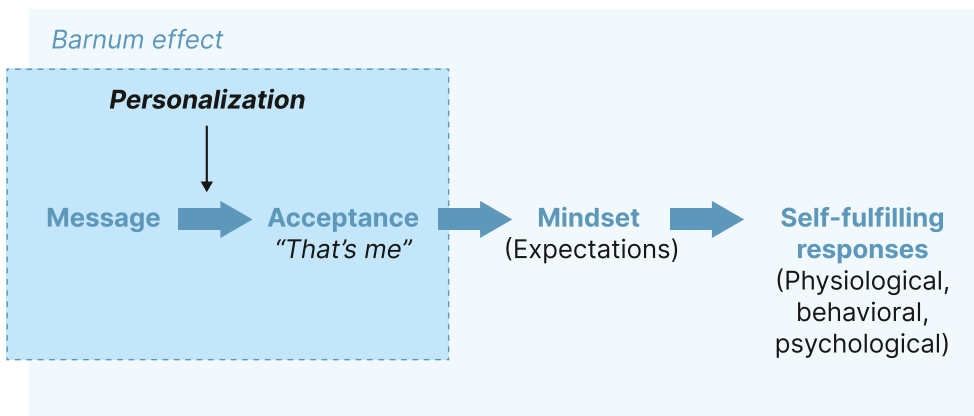 Barnum effect
Personalization
Message
Acceptance
“That’s me”
Mindset
(Expectations)
Self-fulfilling
responses
(Physiological,
behavioral,
psychological)